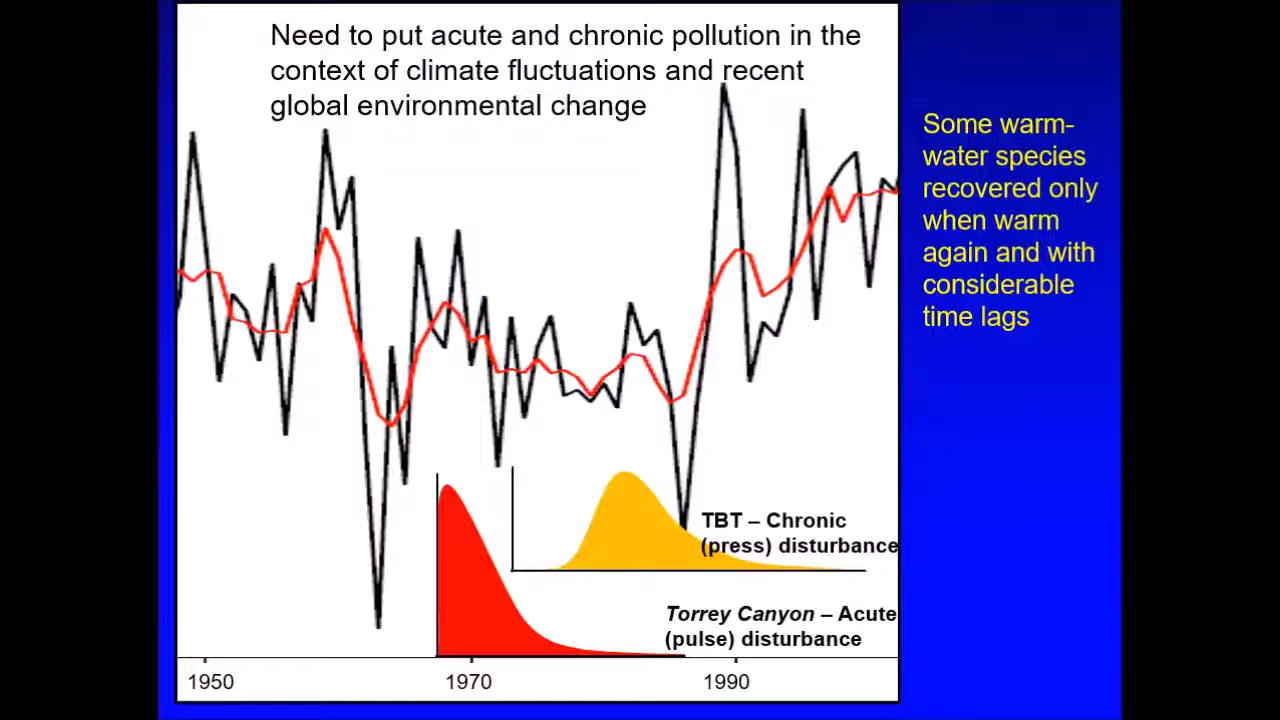 Need to put acute and chronic pollution in the
context of climate fluctuations and recent
global environmental change
Some warm-
water species
recovered only
when warm
again and with
considerable
time lags
TBT – Chronic
(press) disturbance
Torrey Canyon – Acute
(pulse) disturbance
1950
1970
1990